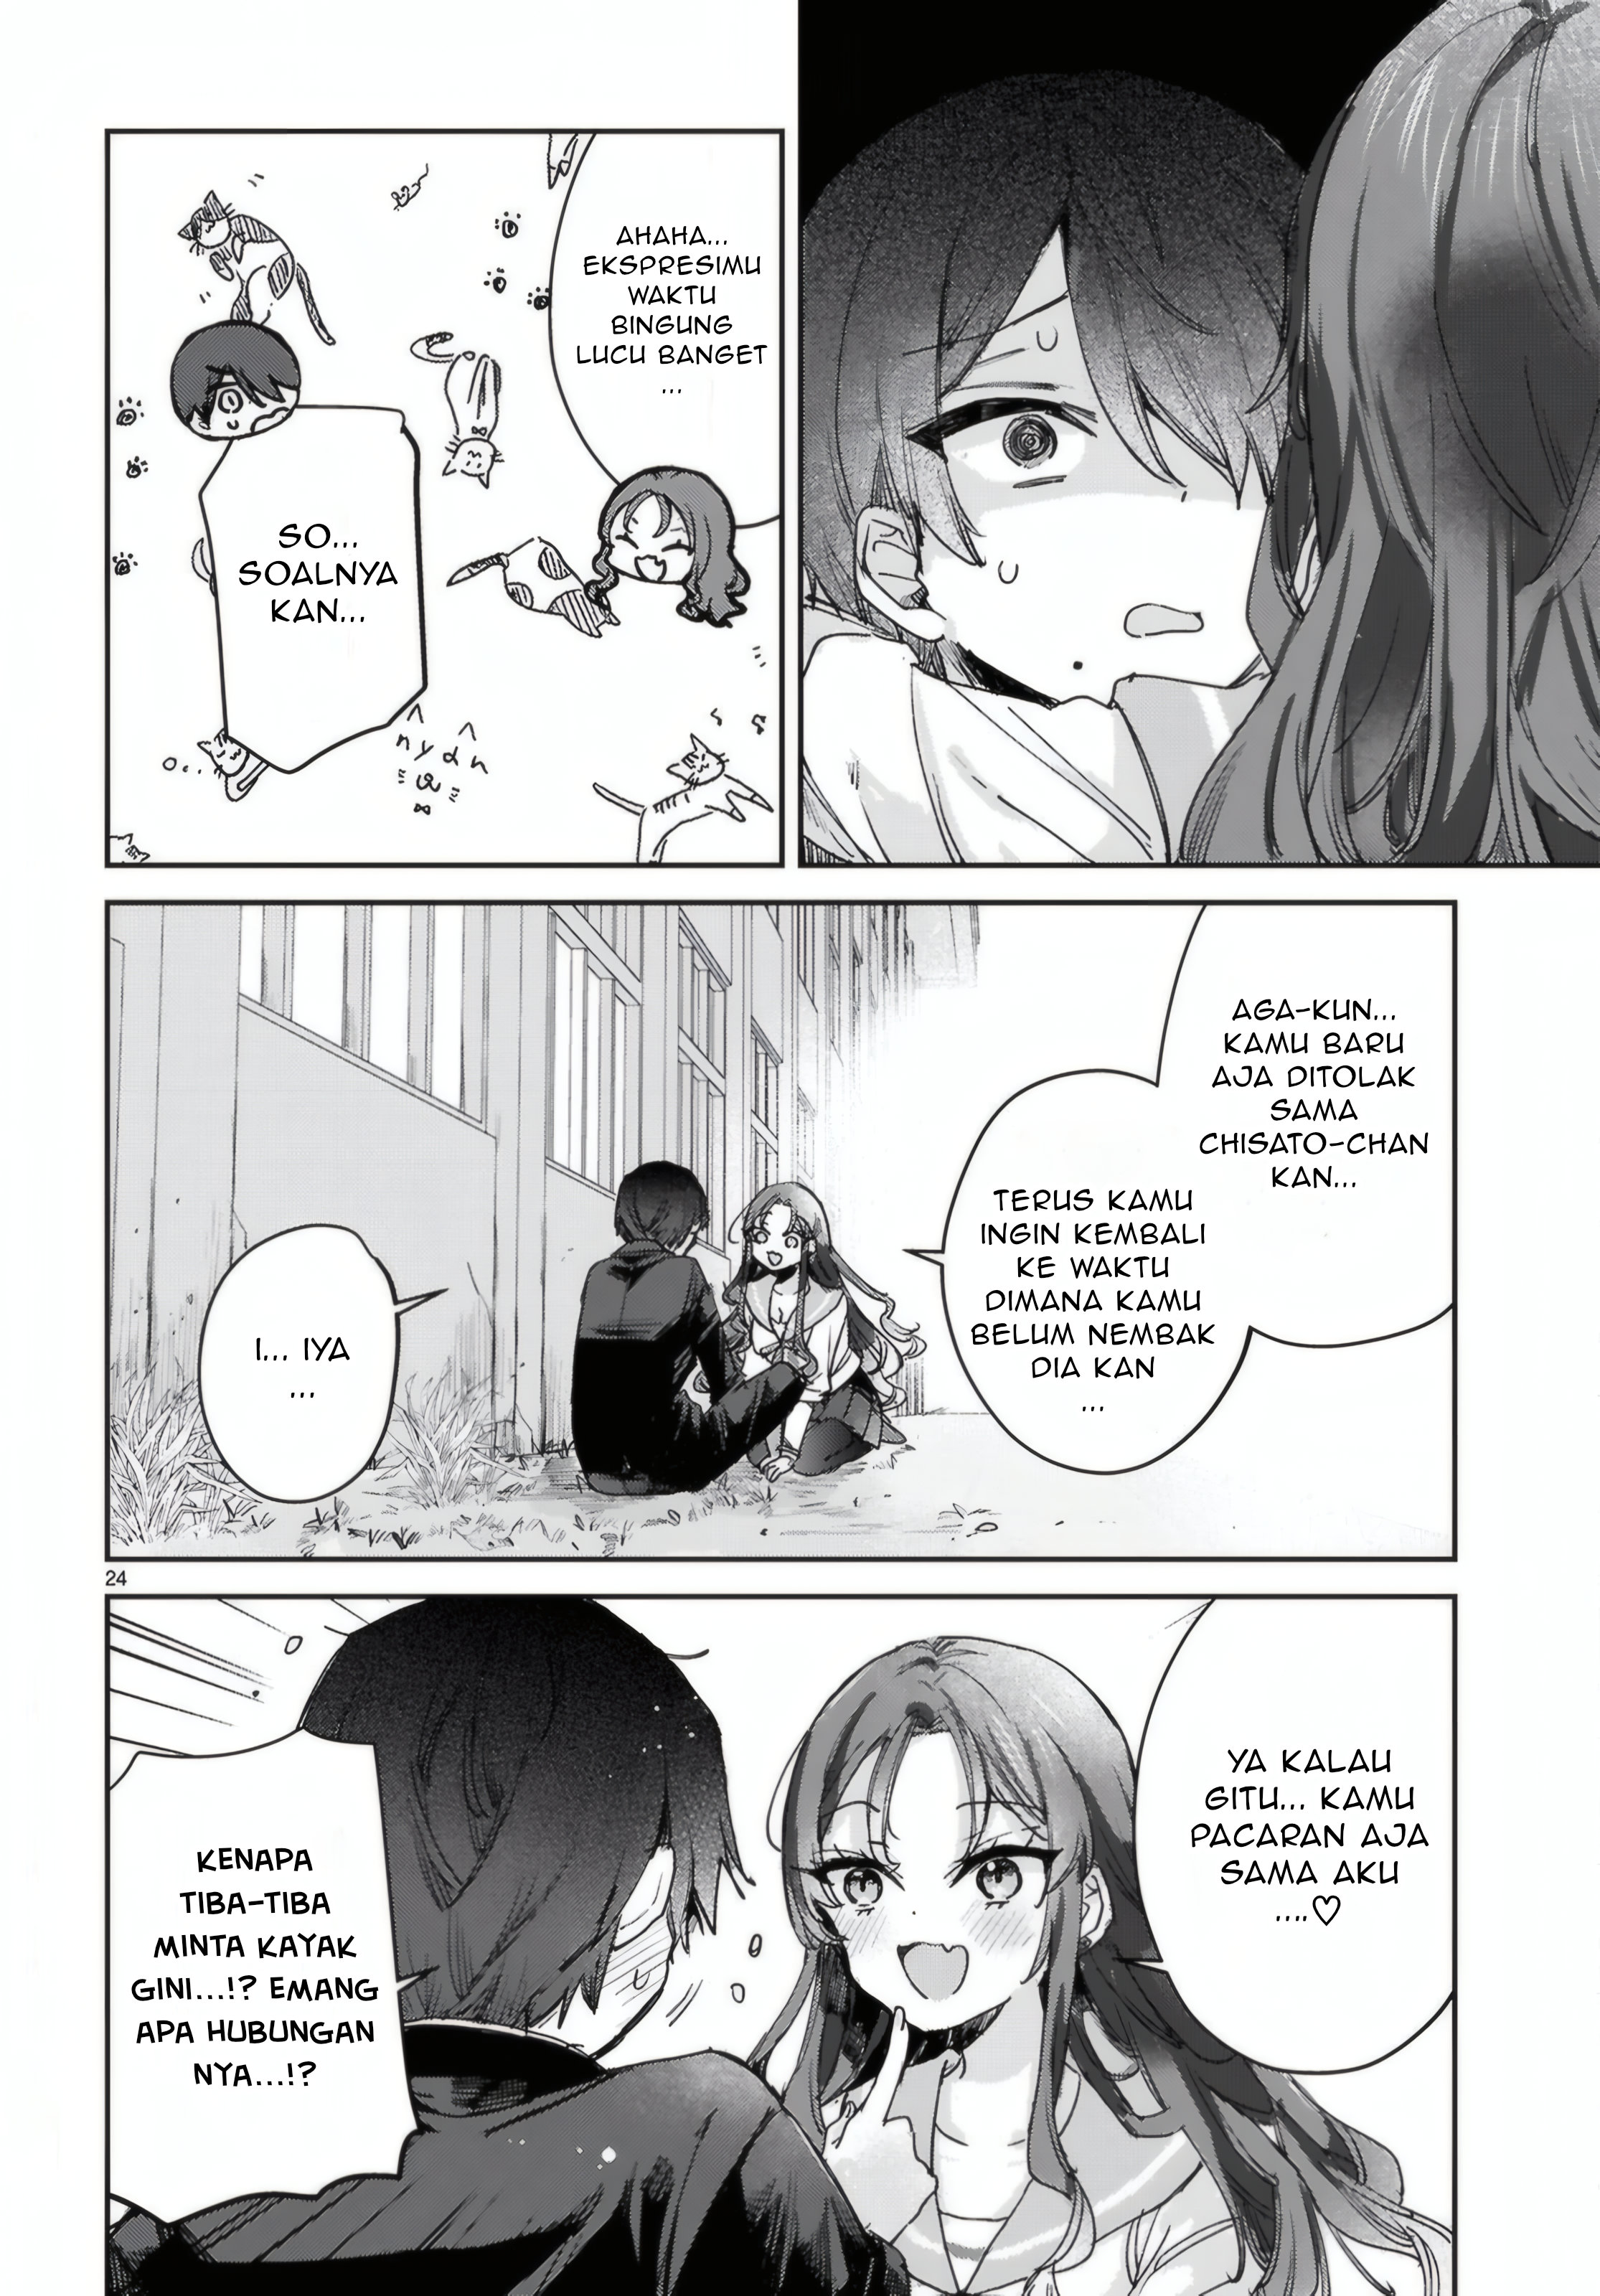 AHAHA...
EKSPRESIMU
WAKTU
BINGUNG
LUCU BANGET
...
SO...
SOALNYA
KAN...
nyan
AGA-KUN...
KAMU BARU
AJA DITOLAK
SAMA
CHISATO-CHAN
KAN...
TERUS KAMU
INGIN KEMBALI
KE WAKTU
DIMANA KAMU
BELUM NEMBAK
DIA KAN
...
I... IYA
...
24
YA KALAU
GITU... KAMU
PACARAN AJA
SAMA AKU
....♡
KENAPA
TIBA-TIBA
MINTA KAYAK
GINI...!? EMANG
APA HUBUNGAN
NYA...!?